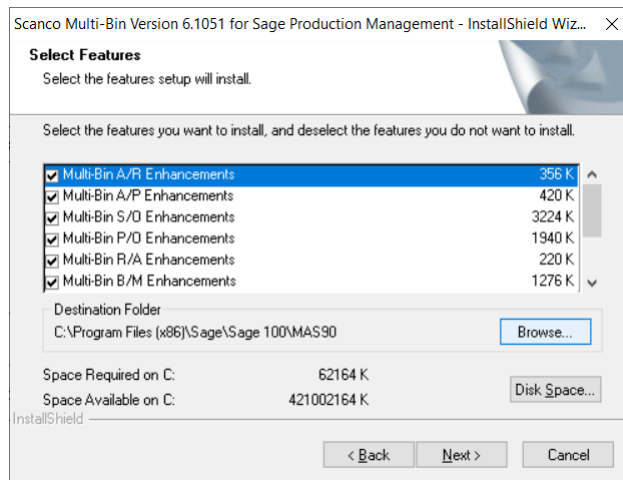 Scanco Multi-Bin Version 6.1051 for Sage Production Management - InstallShield Wiz...
Select Features
Select the features setup will install.
Select the features you want to install, and deselect the features you do not want to install.
Multi-Bin A/R Enhancements 356 K
Multi-Bin A/P Enhancements 420 K
Multi-Bin S/O Enhancements 3224 K
Multi-Bin P/O Enhancements 1940 K
Multi-Bin R/A Enhancements 220 K
Multi-Bin B/M Enhancements 1276 K
Destination Folder
C:\Program Files (x86)\Sage\Sage 100\MAS90 Browse...
Space Required on C: 62164 K
Space Available on C: 421002164 K
Disk Space...
InstallShield
< Back Next > Cancel